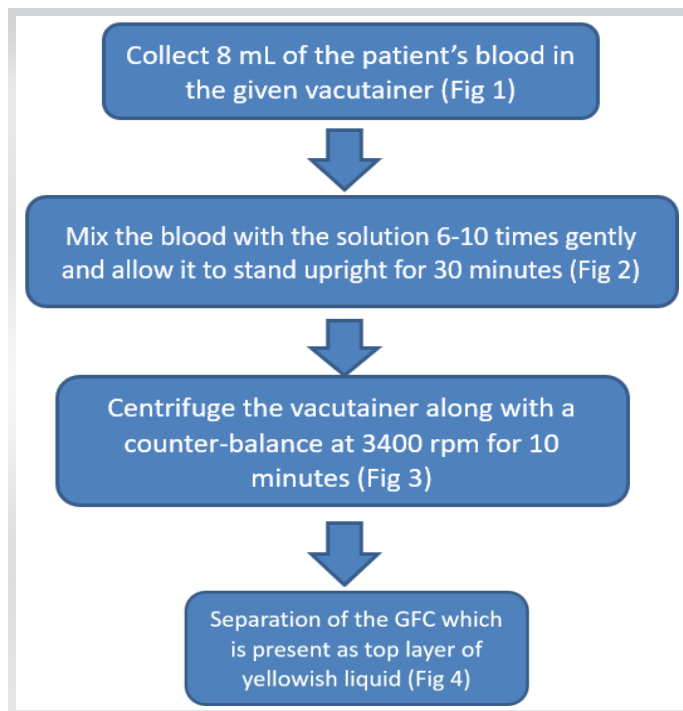 Collect 8 mL of the patient’s blood in
the given vacutainer (Fig 1)
Mix the blood with the solution 6-10 times gently
and allow it to stand upright for 30 minutes (Fig 2)
Centrifuge the vacutainer along with a
counter-balance at 3400 rpm for 10
minutes (Fig 3)
Separation of the GFC which
is present as top layer of
yellowish liquid (Fig 4)